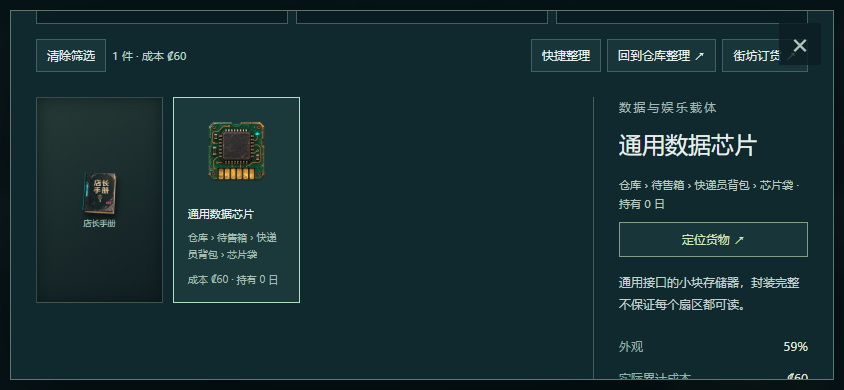 清除筛选
1 件 · 成本 ₡60
快捷整理
回到仓库整理 ↗
街坊订货
店长
手册
店长手册
通用数据芯片
仓库 › 待售箱 › 快递
员背包 › 芯片袋
成本 ₡60 · 持有 0 日
数据与娱乐载体
通用数据芯片
仓库 › 待售箱 › 快递员背包 › 芯片袋 ·
持有 0 日
定位货物 ↗
通用接口的小块存储器，封装完整
不保证每个扇区都可读。
外观 59%
实际累计成本 ₡60